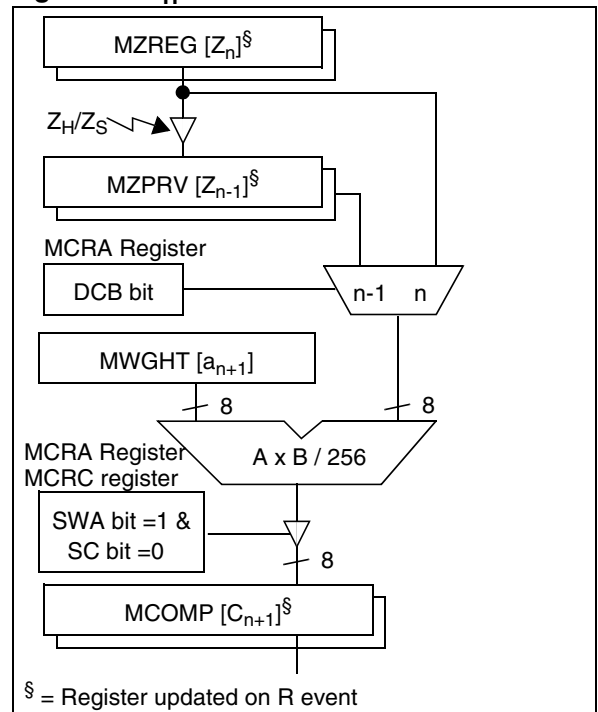 MZREG [Zn]§
ZH/ZS
MZPRV [Zn-1]§
MCRA Register
DCB bit
n-1 n
MWGHT [an+1]
8
8
MCRA Register
MCRC register
A x B / 256
SWA bit =1 &
SC bit =0
8
MCOMP [Cn+1]§
§ = Register updated on R event